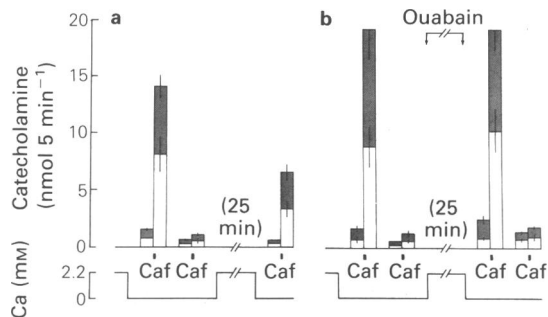 a
b
Ouabain
Catecholamine
(nmol 5 min⁻¹)
20
15
10
5
0
(25
min)
(25
min)
Caf Caf Caf
Caf Caf Caf Caf
Ca (mM)
2.2
0